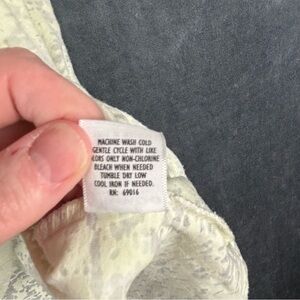 MACHINE WASH COLD
GENTLE CYCLE WITH LIKE
ONLY NON-CHLORINE
BLEACH WHEN NEEDED
TUMBLE DRY LOW
COOL IRON IF NEEDED.
RN: 69016